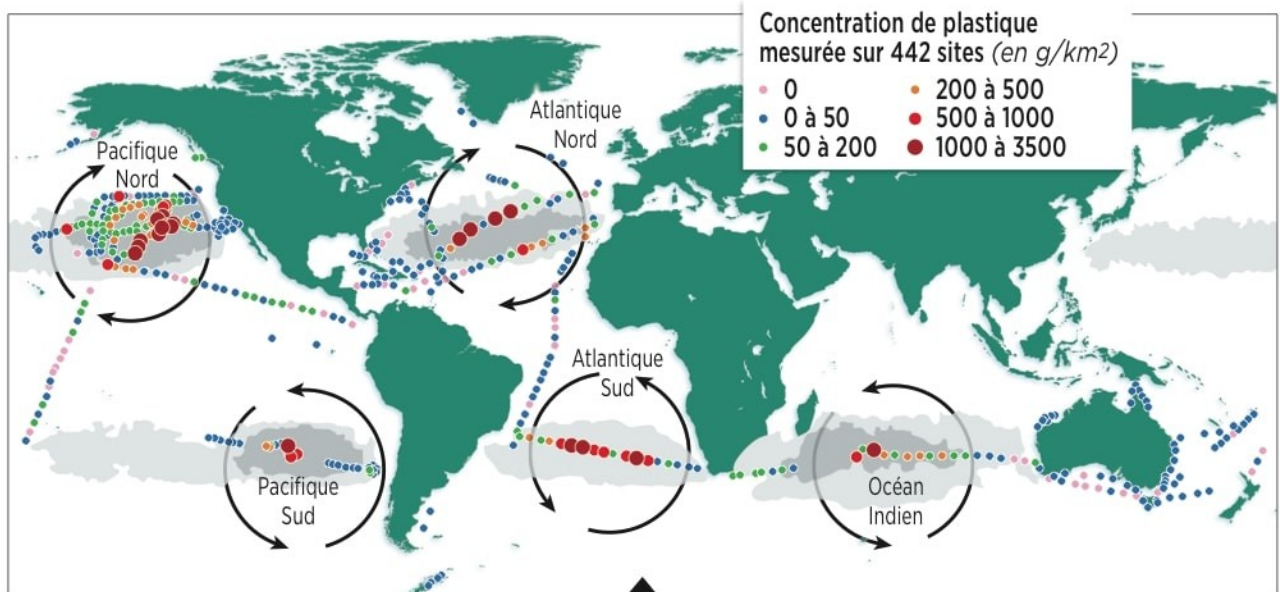 Concentration de plastique
mesurée sur 442 sites (en g/km2)
0
0 à 50
50 à 200
200 à 500
500 à 1000
1000 à 3500
Pacifique
Nord
Atlantique
Nord
Atlantique
Sud
Pacifique
Sud
Océan
Indien